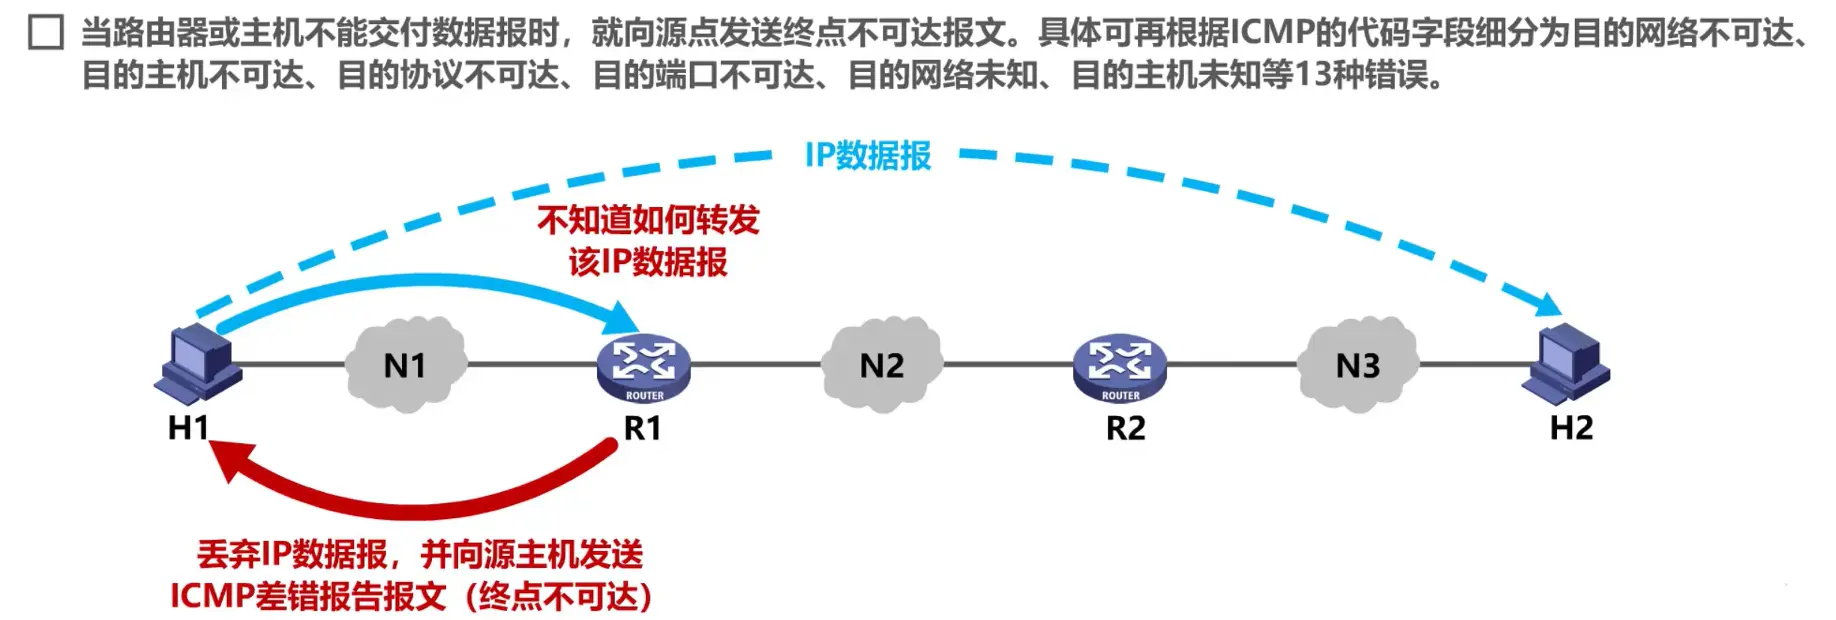 当路由器或主机不能交付数据报时，就向源点发送终点不可达报文。具体可再根据ICMP的代码字段细分为目的网络不可达、
目的主机不可达、目的协议不可达、目的端口不可达、目的网络未知、目的主机未知等13种错误。
IP数据报
不知道如何转发
该IP数据报
N1
N2
N3
ROUTER
ROUTER
H1
R1
R2
H2
丢弃IP数据报，并向源主机发送
ICMP差错报告报文（终点不可达）